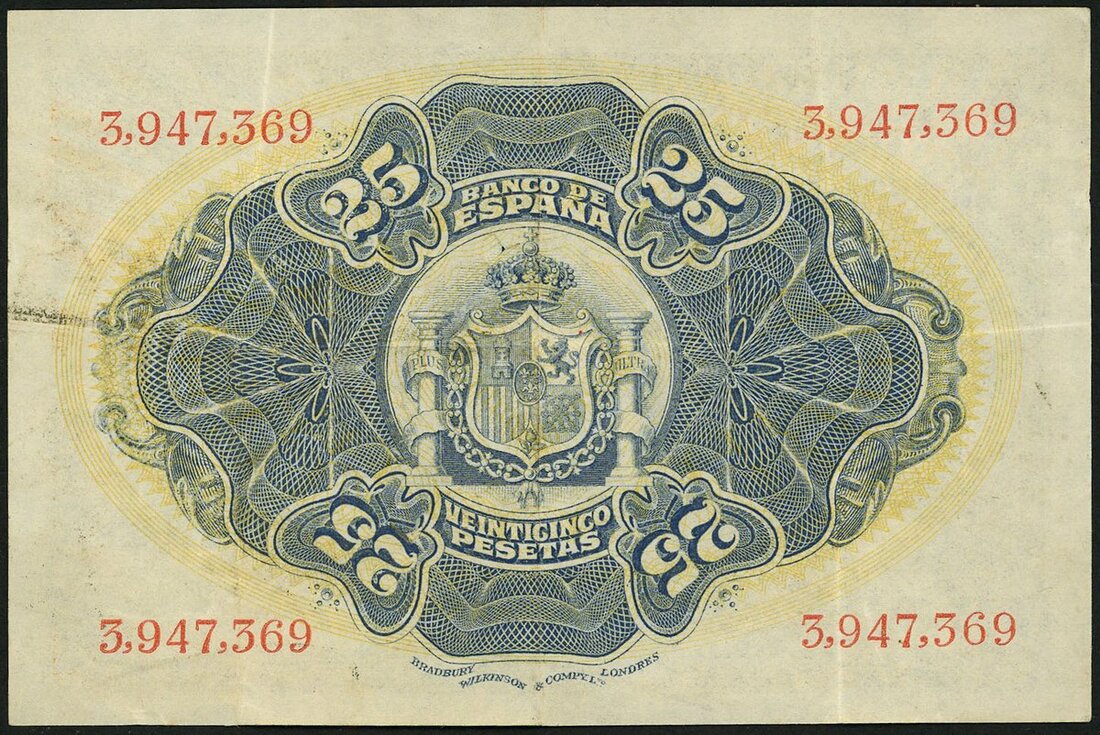 3,947,369
3,947,369
25
25
BANCO DE
ESPAÑA
PLUS
ULTRA
VEINTICINCO
PESETAS
25
25
3,947,369
3,947,369
BRADBURY WILKINSON & COMPY. LTD. LONDRES